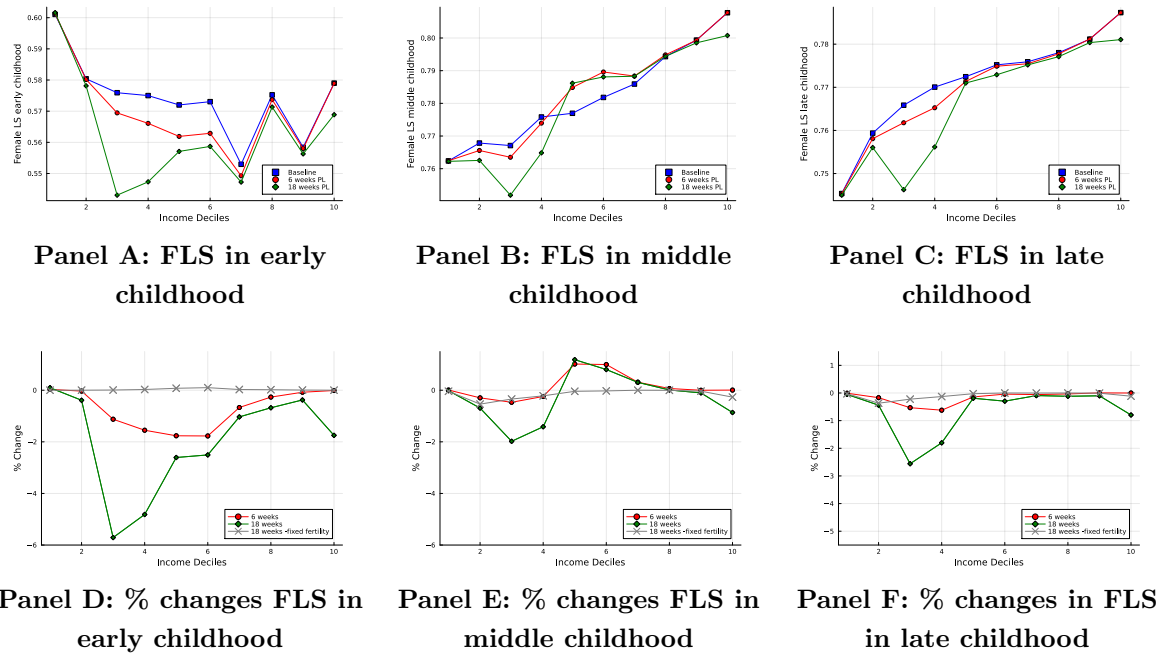 0.60
0.59
0.58
0.57
0.56
0.55
Female LS early childhood
2
4
6
8
10
Income Deciles
Baseline
6 weeks PL
18 weeks PL
Panel A: FLS in early
childhood
0.80
0.79
0.78
0.77
0.76
Female LS middle childhood
2
4
6
8
10
Income Deciles
Baseline
6 weeks PL
18 weeks PL
Panel B: FLS in middle
childhood
0.78
0.77
0.76
0.75
Female LS late childhood
2
4
6
8
10
Income Deciles
Baseline
6 weeks PL
18 weeks PL
Panel C: FLS in late
childhood
0
−2
−4
−6
% Change
2
4
6
8
10
Income Deciles
6 weeks
18 weeks
18 weeks -fixed fertility
Panel D: % changes FLS in
early childhood
1
0
−1
−2
−3
−4
−5
−6
% Change
2
4
6
8
10
Income Deciles
6 weeks
18 weeks
18 weeks -fixed fertility
Panel E: % changes FLS in
middle childhood
1
0
−1
−2
−3
−4
−5
% Change
2
4
6
8
10
Income Deciles
6 weeks
18 weeks
18 weeks -fixed fertility
Panel F: % changes in FLS
in late childhood